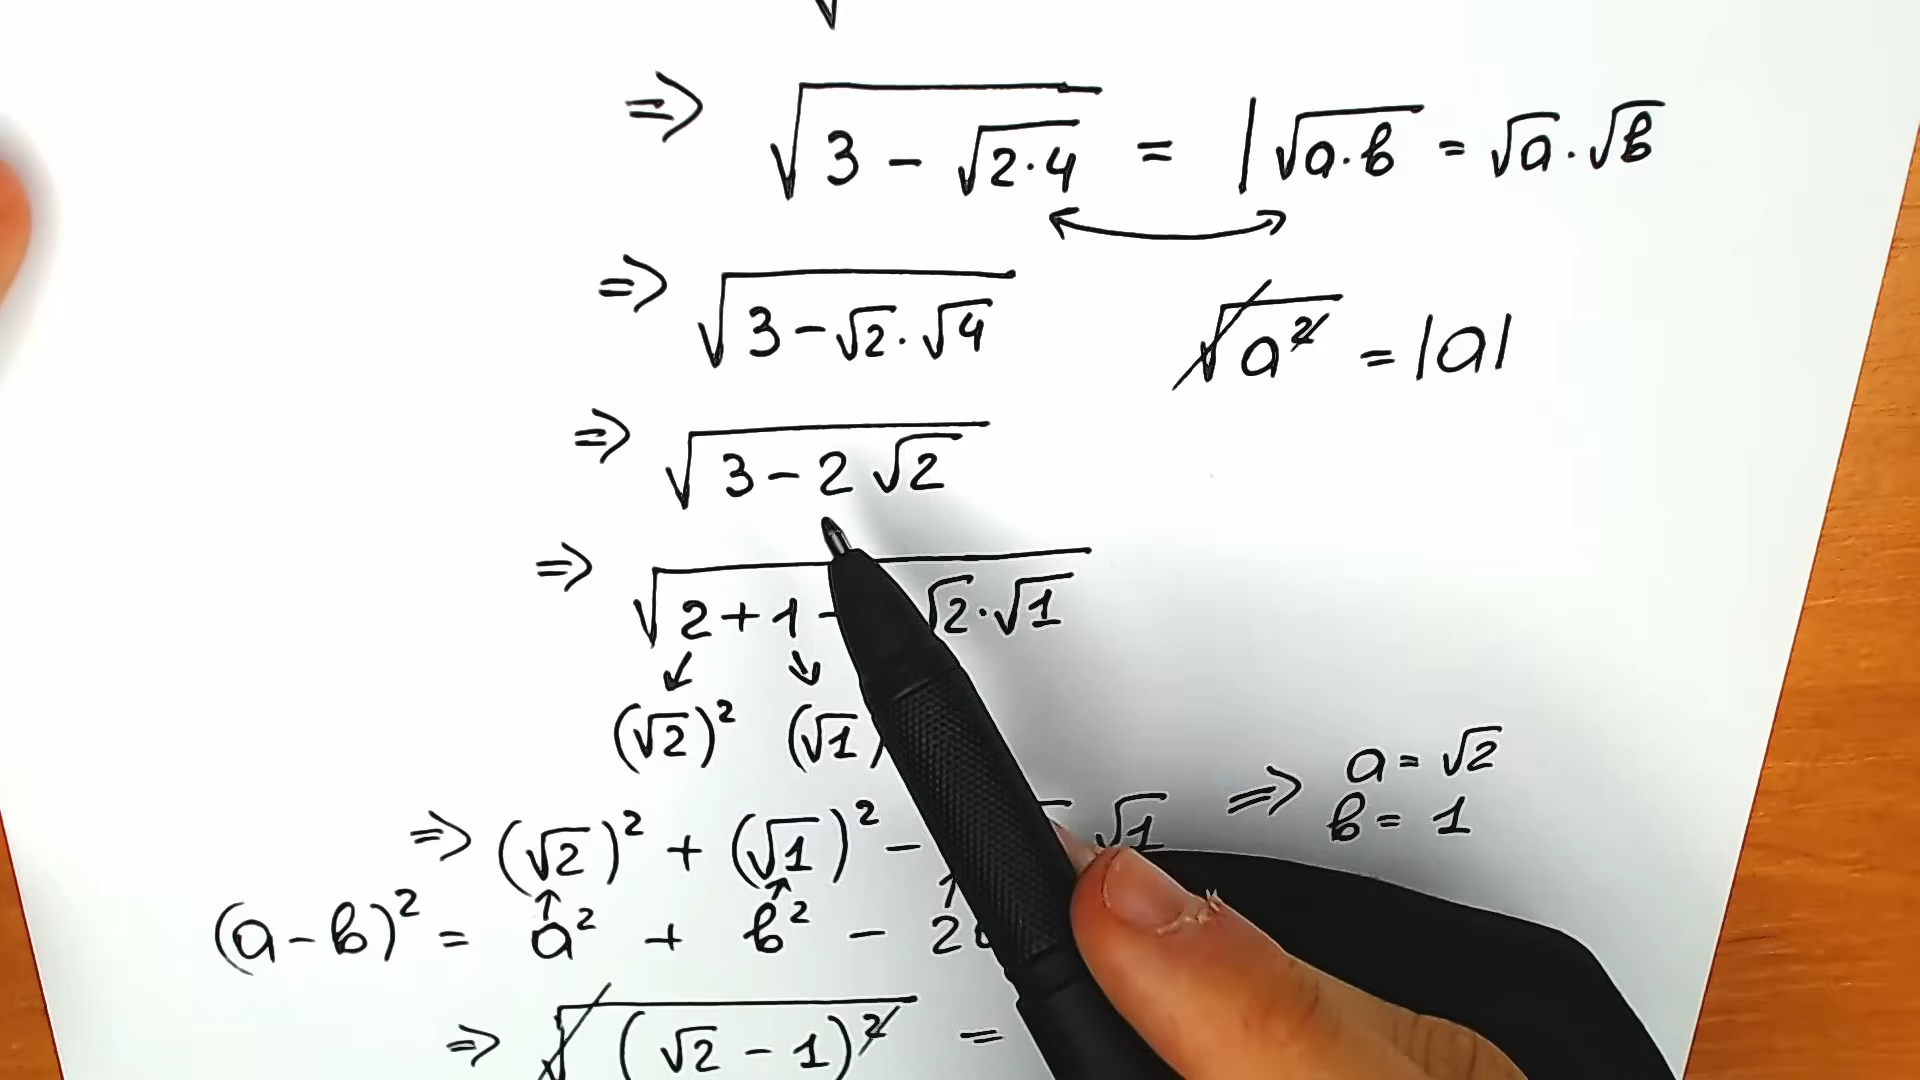 => √(3 - √(2·4)) = | √(a·b) = √a · √b
=> √(3 - √2 · √4)
√(a²) = |a|
=> √(3 - 2√2)
=> √(2 + 1 - √2 · √1)
(√2)² (√1)
=> (√2)² + (√1)² - √1 => a = √2
b = 1
(a - b)² = a² + b² - 2
=> √((√2 - 1)²) =